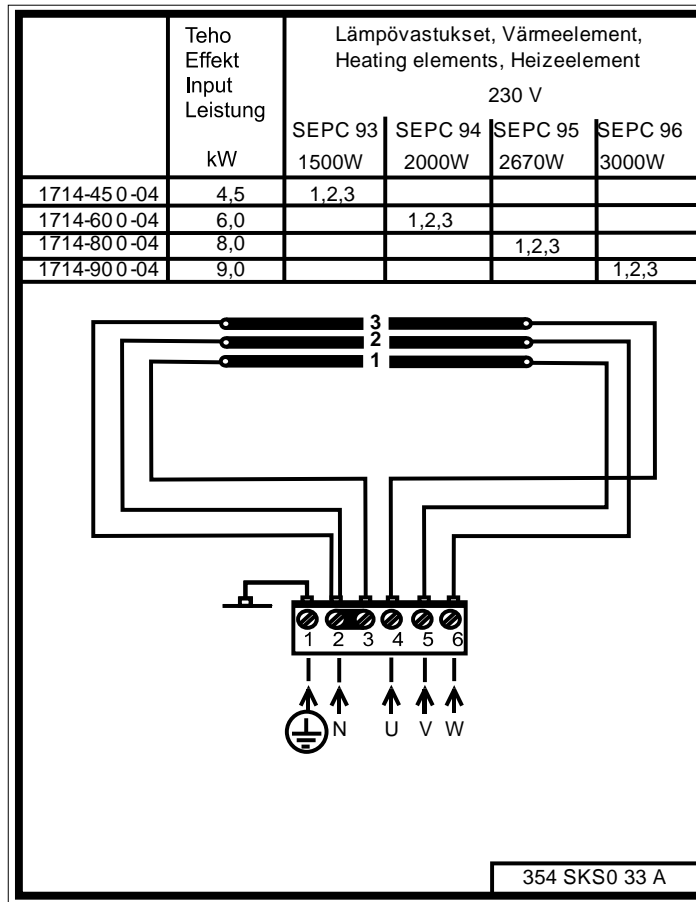 Teho
Effekt
Input
Leistung
kW
Lämpövastukset, Värmeelement,
Heating elements, Heizeelement
230 V
SEPC 93 SEPC 94 SEPC 95 SEPC 96
1500W 2000W 2670W 3000W
1714-450-04 4,5 1,2,3
1714-600-04 6,0 1,2,3
1714-800-04 8,0 1,2,3
1714-900-04 9,0 1,2,3
3
2
1
1 2 3 4 5 6
N U V W
354 SKS0 33 A